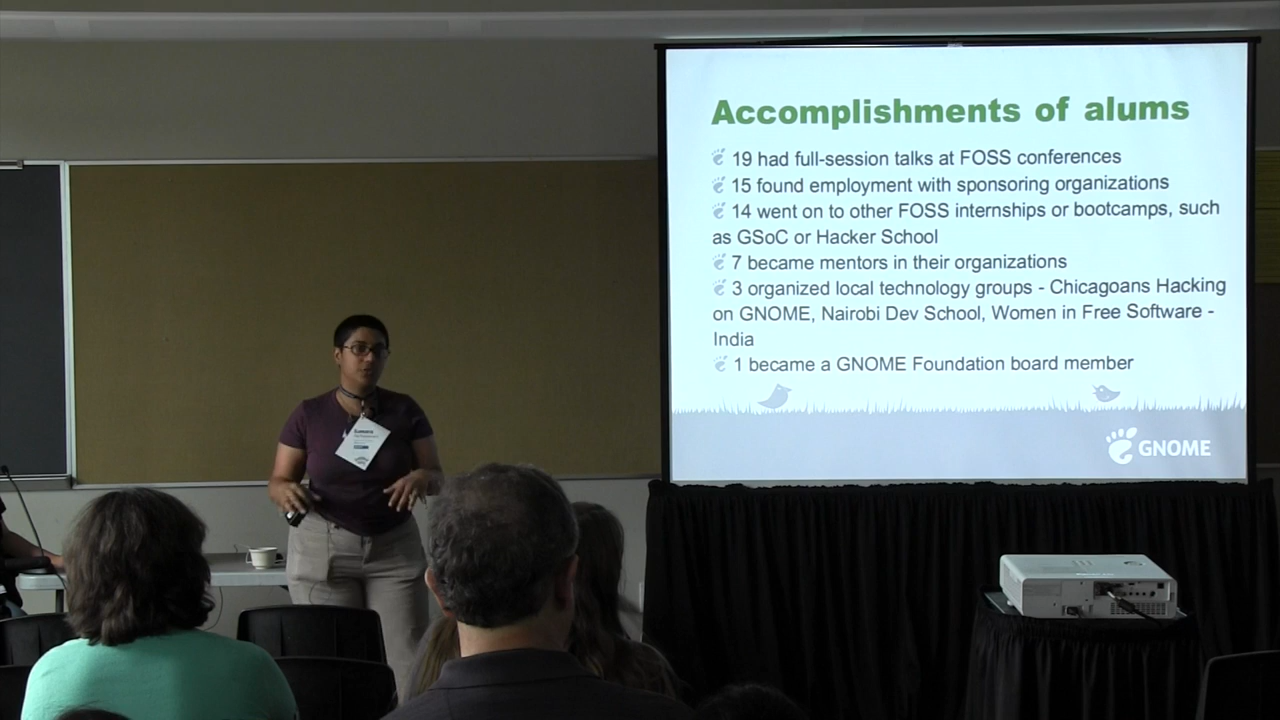 Accomplishments of alums
19 had full-session talks at FOSS conferences
15 found employment with sponsoring organizations
14 went on to other FOSS internships or bootcamps, such
as GSoC or Hacker School
7 became mentors in their organizations
3 organized local technology groups - Chicagoans Hacking
on GNOME, Nairobi Dev School, Women in Free Software -
India
1 became a GNOME Foundation board member
GNOME